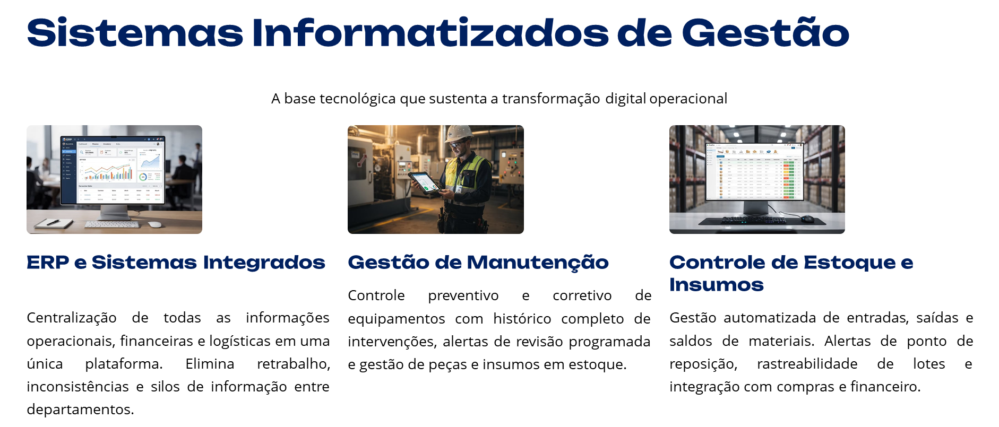 Sistemas Informatizados de Gestão
A base tecnológica que sustenta a transformação digital operacional
ERP
ERP e Sistemas Integrados
Centralização de todas as informações
operacionais, financeiras e logísticas em uma
única plataforma. Elimina retrabalho,
inconsistências e silos de informação entre
departamentos.
Gestão de Manutenção
Controle preventivo e corretivo de
equipamentos com histórico completo de
intervenções, alertas de revisão programada
e gestão de peças e insumos em estoque.
Controle de Estoque e
Insumos
Gestão automatizada de entradas, saídas e
saldos de materiais. Alertas de ponto de
reposição, rastreabilidade de lotes e
integração com compras e financeiro.